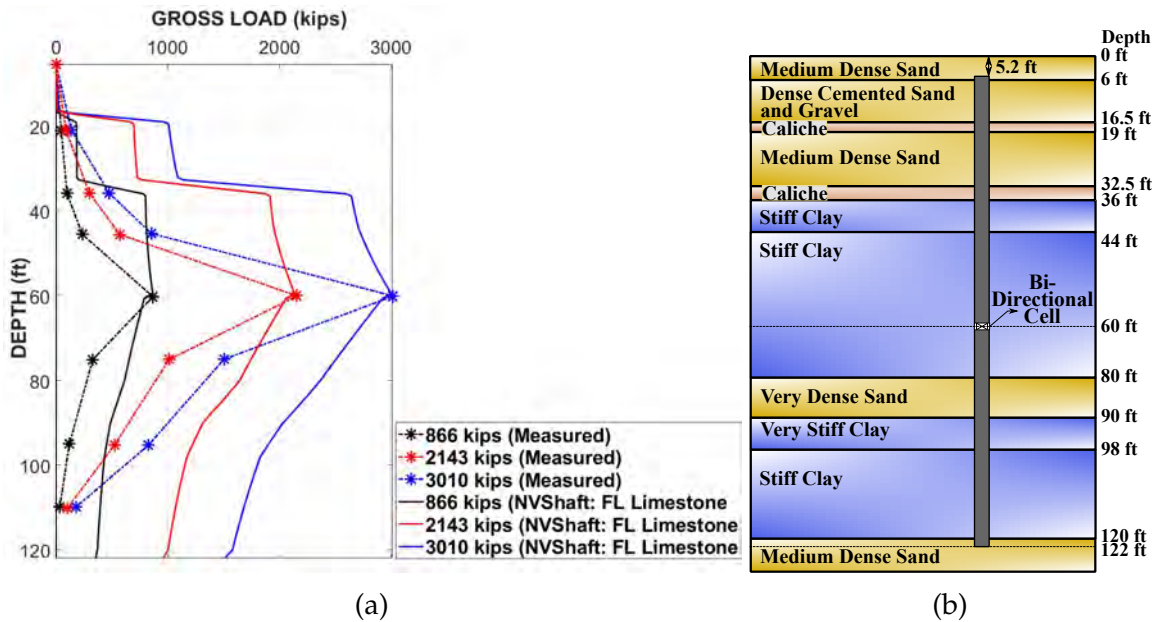 GROSS LOAD (kips)
0 1000 2000 3000
20
40
60
80
100
120
DEPTH (ft)
866 kips (Measured)
2143 kips (Measured)
3010 kips (Measured)
866 kips (NVShaft: FL Limestone
2143 kips (NVShaft: FL Limestone
3010 kips (NVShaft: FL Limestone
(a)
Depth
0 ft
Medium Dense Sand
5.2 ft
6 ft
Dense Cemented Sand
and Gravel
16.5 ft
Caliche
19 ft
Medium Dense Sand
32.5 ft
Caliche
36 ft
Stiff Clay
44 ft
Stiff Clay
Bi-
Directional
Cell
60 ft
80 ft
Very Dense Sand
90 ft
Very Stiff Clay
98 ft
Stiff Clay
120 ft
122 ft
Medium Dense Sand
(b)